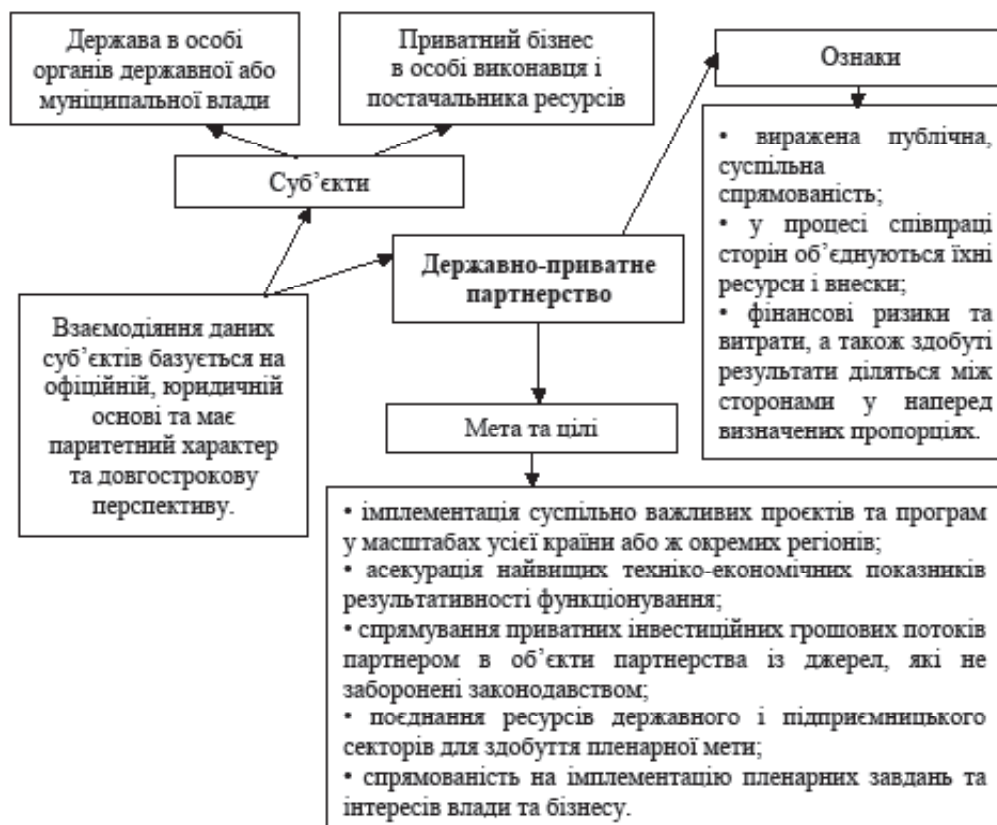 Держава в особі
органів державної або
муніципальної влади
Приватний бізнес
в особі виконавця і
постачальника ресурсів
Ознаки
• виражена публічна,
суспільна
спрямованість;
• у процесі співпраці
сторін об’єднуються їхні
ресурси і внески;
• фінансові ризики та
витрати, а також здобуті
результати діляться між
сторонами у наперед
визначених пропорціях.
Суб’єкти
Державно-приватне
партнерство
Взаємодіяння даних
суб’єктів базується на
офіційній, юридичній
основі та має
паритетний характер
та довгострокову
перспективу.
Мета та цілі
• імплементація суспільно важливих проєктів та програм
у масштабах усієї країни або ж окремих регіонів;
• асекурація найвищих техніко-економічних показників
результативності функціонування;
• спрямування приватних інвестиційних грошових потоків
партнером в об’єкти партнерства із джерел, які не
заборонені законодавством;
• поєднання ресурсів державного і підприємницького
секторів для здобуття пленарної мети;
• спрямованість на імплементацію пленарних завдань та
інтересів влади та бізнесу.